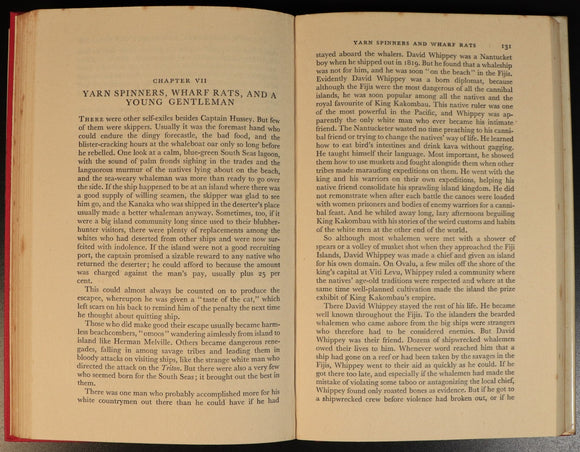 CHAPTER VII
YARN SPINNERS, WHARF RATS, AND A
YOUNG GENTLEMAN
THERE were other self-exiles besides Captain Hussey. But few
of them were skippers. Usually it was the foremast hand who
could endure the dingy forecastle, the bad food, and the
blister-cracking hours at the whaleboat oar only so long before
he rebelled. One look at a calm, blue-green South Seas lagoon,
with the sound of palm fronds sighing in the trades and the
languorous murmur of the natives lying about on the beach,
and the sea-weary whaleman was more than ready to go over
the side. If the ship happened to be at an island where there was
a good supply of willing seamen, the skipper was glad to see
him go, and the Kanaka who was shipped in the deserter's place
usually made a better whaleman anyway. Sometimes, too, if it
were a big island community long since used to their blubber-
hunter visitors, there were plenty of replacements among the
whites who had deserted from other ships and were now sur-
feited with indolence. If the island were not a good recruiting
port, the captain promised a sizable reward to any native who
returned the deserter; he could afford to because the amount
was charged against the man's pay, usually plus 25 per
cent.
This could almost always be counted on to produce the
escapee, whereupon he was given a "taste of the cat," which
left scars on his back to remind him of the penalty the next time
he thought about quitting ship.
Those who did make good their escape usually became harm-
less beachcombers, "omoos" wandering aimlessly from island to
island like Herman Melville. Others became dangerous rene-
gades, falling in among savage tribes and leading them in
bloody attacks on visiting ships, like the strange white man who
directed the attack on the Triton. But there were also a very few
who seemed born for the South Seas; it brought out the best in
them.
There was one man who probably accomplished more for his
white countrymen out there than he could have if he had
YARN SPINNERS AND WHARF RATS 131
stayed aboard the whalers. David Whippey was a Nantucket
boy when he shipped out in 1819. But he found that a whaleship
was not for him, and he was soon "on the beach" in the Fijis.
Evidently David Whippey was a born diplomat, because
although the Fijis were the most dangerous of all the cannibal
islands, he was soon popular among all the natives and the
royal favourite of King Kakombau. This native ruler was one
of the most powerful in the Pacific, and Whippey was
apparently the only white man who ever became his intimate
friend. The Nantucketer wasted no time preaching to his canni-
bal friend or trying to change the natives' way of life. He learned
how to eat bird's intestines and drink kava without gagging.
He taught himself their language. Most important, he showed
them how to use muskets and fought alongside them when other
tribes made marauding expeditions on them. He went with the
king and his warriors on their own expeditions, helping his
native friend consolidate his sprawling island kingdom. He did
not remonstrate when after each battle the canoes were loaded
with women prisoners and bodies of enemy warriors for a canni-
bal feast. And he whiled away long, lazy afternoons beguiling
King Kakombau with his stories of the weird customs and habits
of the white men at the other end of the world.
So although most whalemen were met with a shower of
spears or a volley of musket shot when they approached the Fiji
Islands, David Whippey was made a chief and given an island
for his own domain. On Ovalu, a few miles off the shore of the
king's capital at Viti Levu, Whippey ruled a community where
the natives' age-old traditions were respected and where at the
same time well-planned cultivation made the island the prize
exhibit of King Kakombau's empire.
There David Whippey stayed the rest of his life. He became
well known throughout the Fijis. To the islanders the bearded
whalemen who came ashore from the big ships were strangers
who therefore had to be considered enemies. But David
Whippey was their friend. Dozens of shipwrecked whalemen
owed their lives to him. Whenever word reached him that a
ship had gone on a reef or had been taken by the savages in the
Fijis, Whippey went to their aid as quickly as he could. If he
got there too late, and especially if the whalemen had made the
mistake of violating some taboo or antagonizing the local chief,
Whippey found only roasted bones. But even so, if he got to
a shipwrecked crew before violence had broken out, or if he